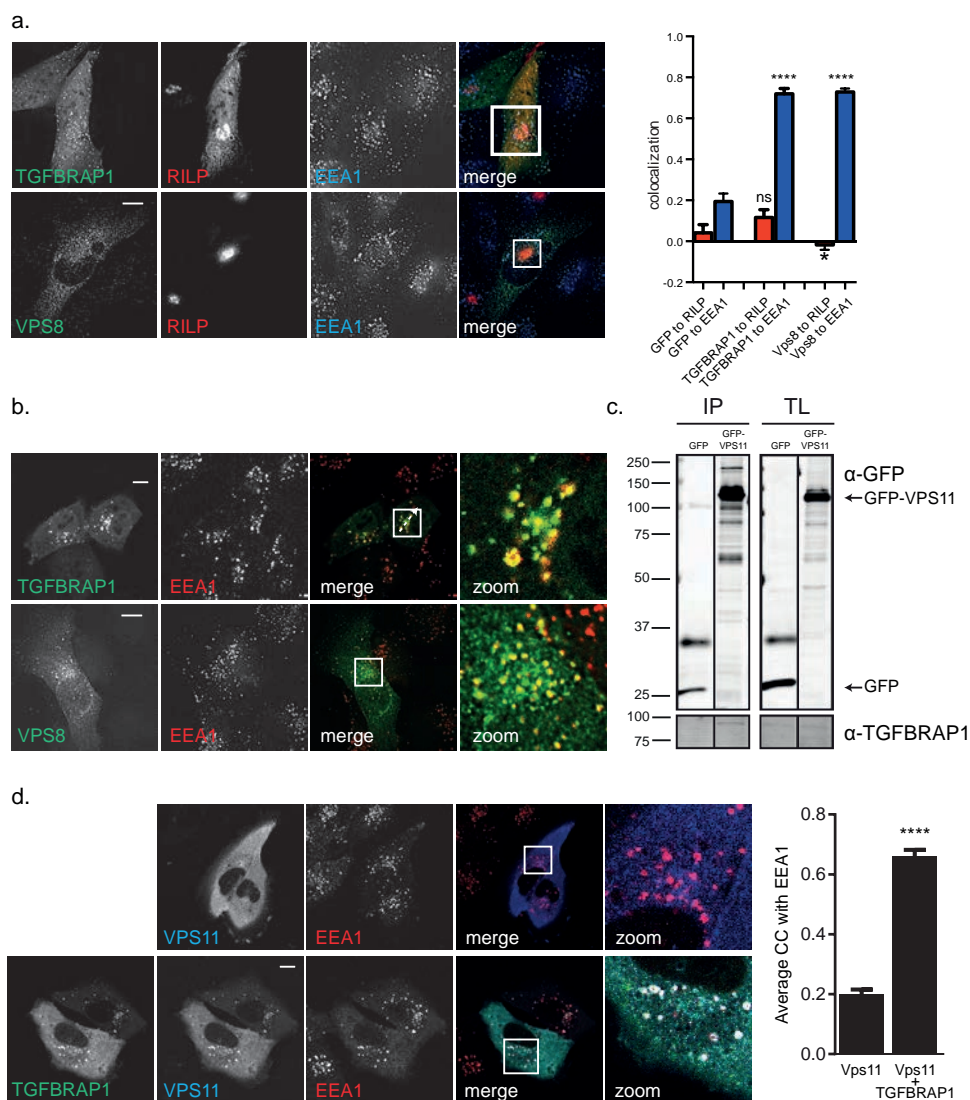 a.
TGFBRAP1
RILP
EEA1
merge
VPS8
RILP
EEA1
merge
colocalization
1.0
0.8
0.6
0.4
0.2
0.0
-0.2
ns
****
*
****
GFP to RILP
GFP to EEA1
TGFBRAP1 to RILP
TGFBRAP1 to EEA1
Vps8 to RILP
Vps8 to EEA1
b.
TGFBRAP1
EEA1
merge
zoom
VPS8
EEA1
merge
zoom
c.
IP
TL
GFP
GFP-
VPS11
GFP
GFP-
VPS11
250
150
100
75
50
37
25
100
75
α-GFP
←GFP-VPS11
←GFP
α-TGFBRAP1
d.
VPS11
EEA1
merge
zoom
TGFBRAP1
VPS11
EEA1
merge
zoom
Average CC with EEA1
0.8
0.6
0.4
0.2
0.0
****
Vps11
Vps11
+
TGFBRAP1